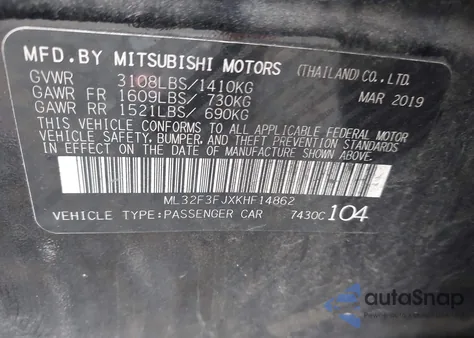 MFD.BY MITSUBISHI MOTORS (THAILAND) CO., LTD.
GVWR 3108LBS/1410KG MAR 2019
GAWR FR 1609LBS/ 730KG
GAWR RR 1521LBS/ 690KG
THIS VEHICLE CONFORMS TO ALL APPLICABLE FEDERAL MOTOR
VEHICLE SAFETY, BUMPER, AND THEFT PREVENTION STANDARDS
IN EFFECT ON THE DATE OF MANUFACTURE SHOWN ABOVE.
ML32F3FJXKHF14862
VEHICLE TYPE:PASSENGER CAR 7430C 104
autoSnap